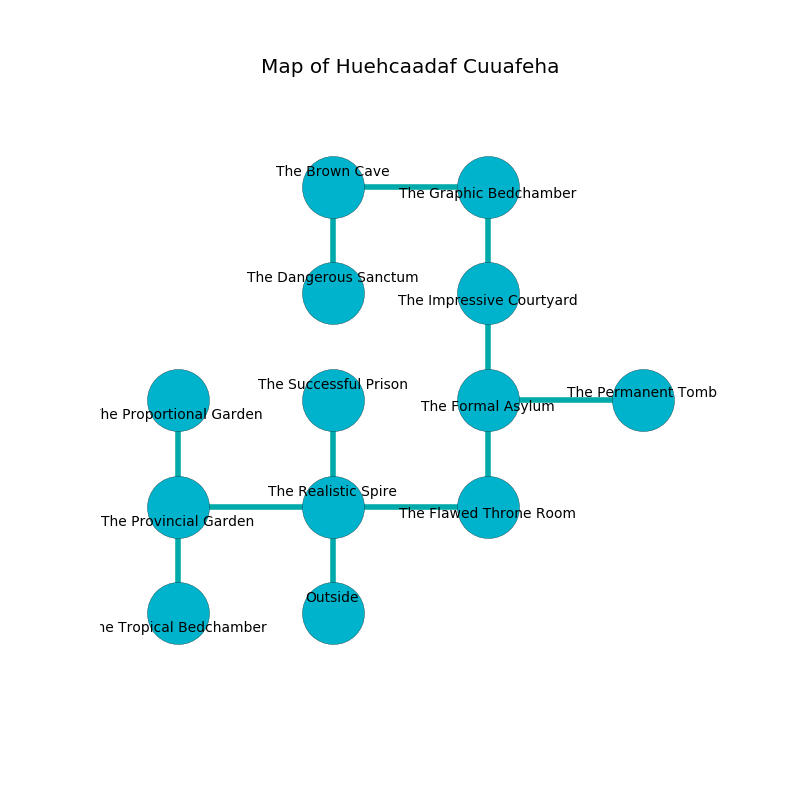 Map of Huehcaadaf Cuuafeha
The Brown Cave
The Graphic Bedchamber
The Dangerous Sanctum
The Impressive Courtyard
The Successful Prison
The Permanent Tomb
The Formal Asylum
he Proportional Garden
The Realistic Spire
The Flawed Throne Room
The Provincial Garden
Outside
he Tropical Bedchamber